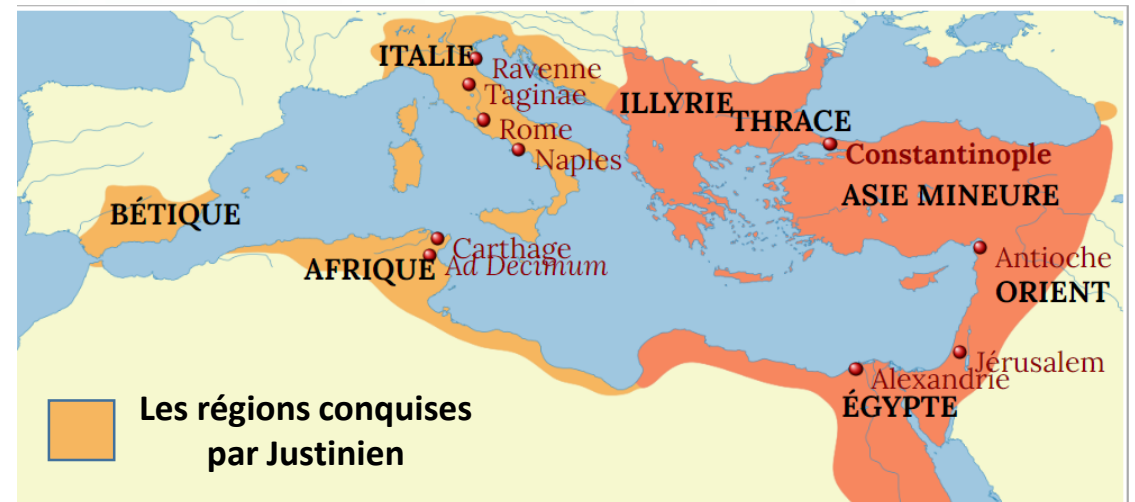 ITALIE
Ravenne
Taginae
ILLYRIE
THRACE
Rome
Naples
Constantinople
ASIE MINEURE
BÉTIQUE
Carthage
AFRIQUE
Ad Decimum
Antioche
ORIENT
Jérusalem
Alexandrie
ÉGYPTE
Les régions conquises
par Justinien